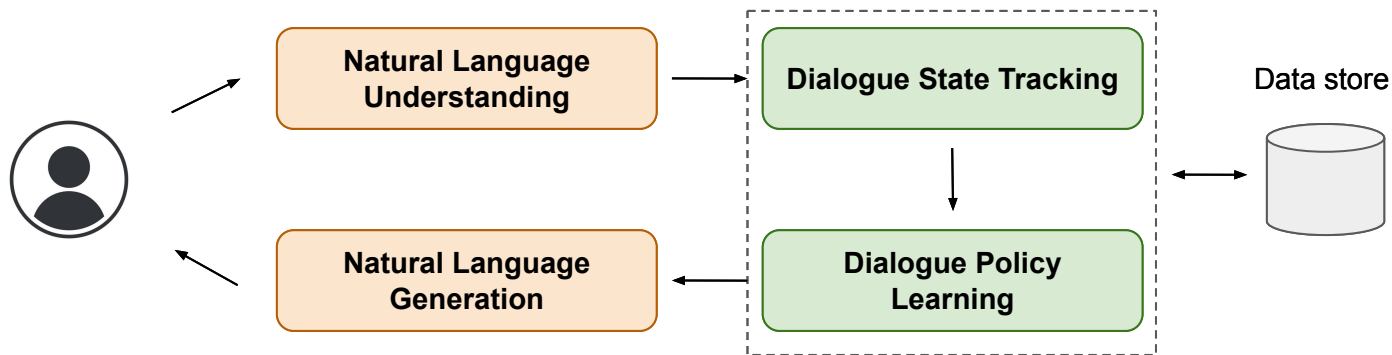 Natural Language
Understanding
Dialogue State Tracking
Data store
Natural Language
Generation
Dialogue Policy
Learning